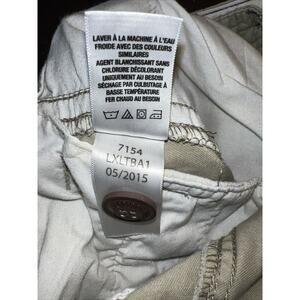 LAVER À LA MACHINE À L'EAU
FROIDE AVEC DES COULEURS
SIMILAIRES
AGENT BLANCHISSANT SANS
CHLORURE DÉCOLORANT
UNIQUEMENT AU BESOIN
SÉCHAGE PAR CULBUTAGE À
BASSE TEMPÉRATURE
FER CHAUD AU BESOIN
7154
LXLTBA1
05/2015